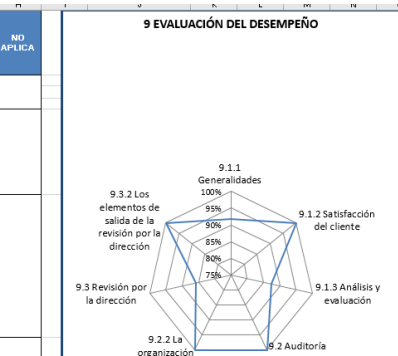 NO
APLICA
9 EVALUACIÓN DEL DESEMPEÑO
9.1.1
Generalidades
100%
95%
90%
85%
80%
75%
9.1.2 Satisfacción
del cliente
9.1.3 Análisis y
evaluación
9.2 Auditoría
9.2.2 La
organización
9.3 Revisión por
la dirección
9.3.2 Los
elementos de
salida de la
revisión por la
dirección